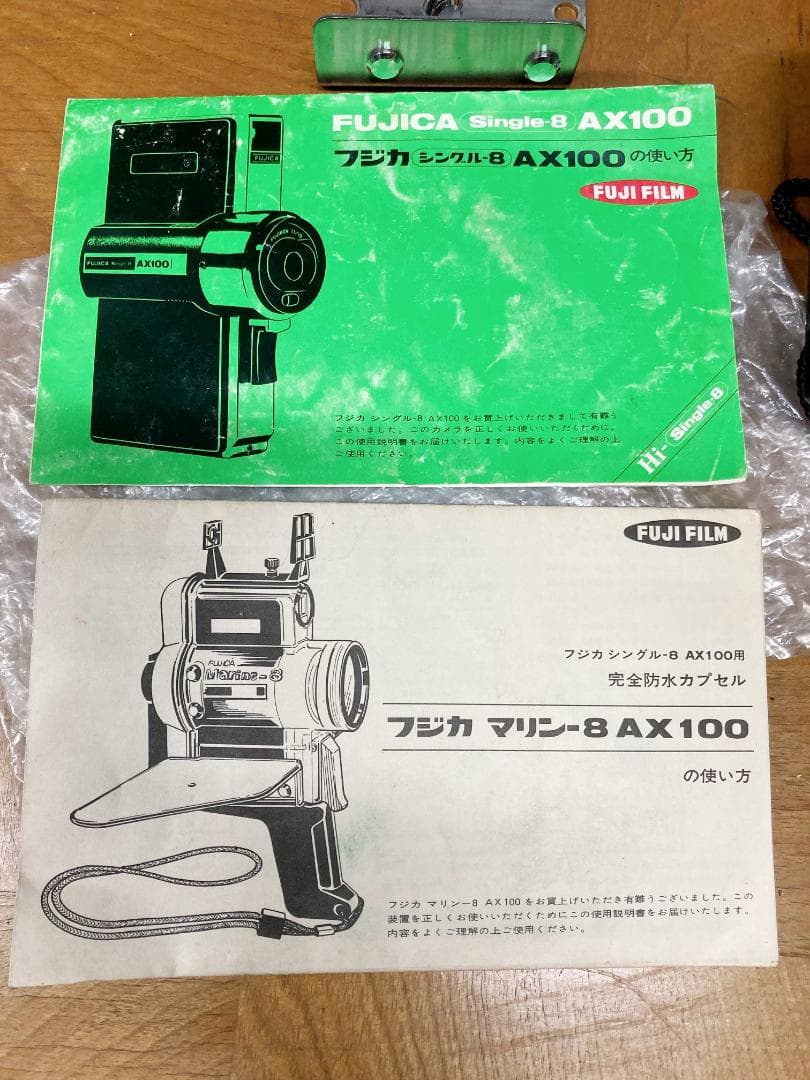 FUJICA Single-8 AX100
フジカ シングル-8 AX100の使い方
FUJI FILM
FUJICA
FUJICA Single-8 AX100
フジカ シングル-8 AX100をお買上げいただきまして有難う
ございました。このカメラを正しくお使いいただくために、
この使用説明書をお届けいたします。内容をよくご理解の上
ご使用ください。
Hi- Single-8
FUJI FILM
FUJICA
Marine-8
フジカ シングル-8 AX100用
完全防水カプセル
フジカ マリン-8 AX100
の使い方
フジカ マリン-8 AX100をお買上げいただき有難うございました。この
装置を正しくお使いいただくためにこの使用説明書をお届けいたします。
内容をよくご理解の上ご使用ください。